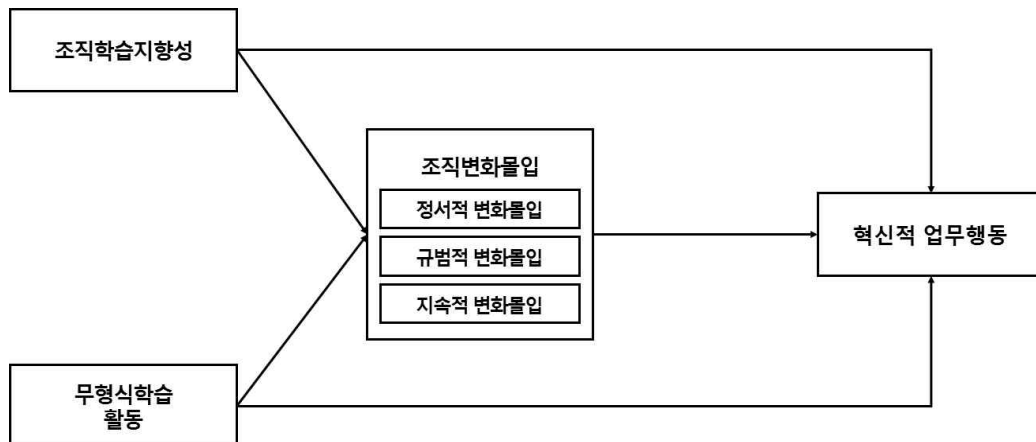 조직학습지향성
조직변화몰입
정서적 변화몰입
규범적 변화몰입
지속적 변화몰입
혁신적 업무행동
무형식학습
활동